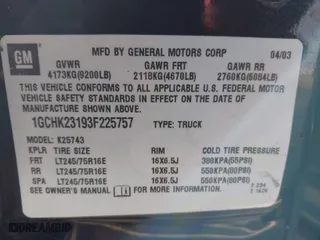 GM
MFD BY GENERAL MOTORS CORP 04/03
GVWR GAWR FRT GAWR RR
4173KG(9200LB) 2118KG(4670LB) 2760KG(6084LB)
THIS VEHICLE CONFORMS TO ALL APPLICABLE U.S. FEDERAL MOTOR
VEHICLE SAFETY STANDARDS IN EFFECT ON THE DATE OF
MANUFACTURE SHOWN ABOVE.
1GCHK23193F225757 TYPE: TRUCK
MODEL: K25743
KPLR TIRE SIZE RIM COLD TIRE PRESSURE
FRT LT245/75R16E 16X6.5J 380KPA(55PSI)
RR LT245/75R16E 16X6.5J 550KPA(80PSI)
SPA LT245/75R16E 16X6.5J 550KPA(80PSI)
SEE OWNER'S MANUAL FOR ADDITIONAL INFORMATION